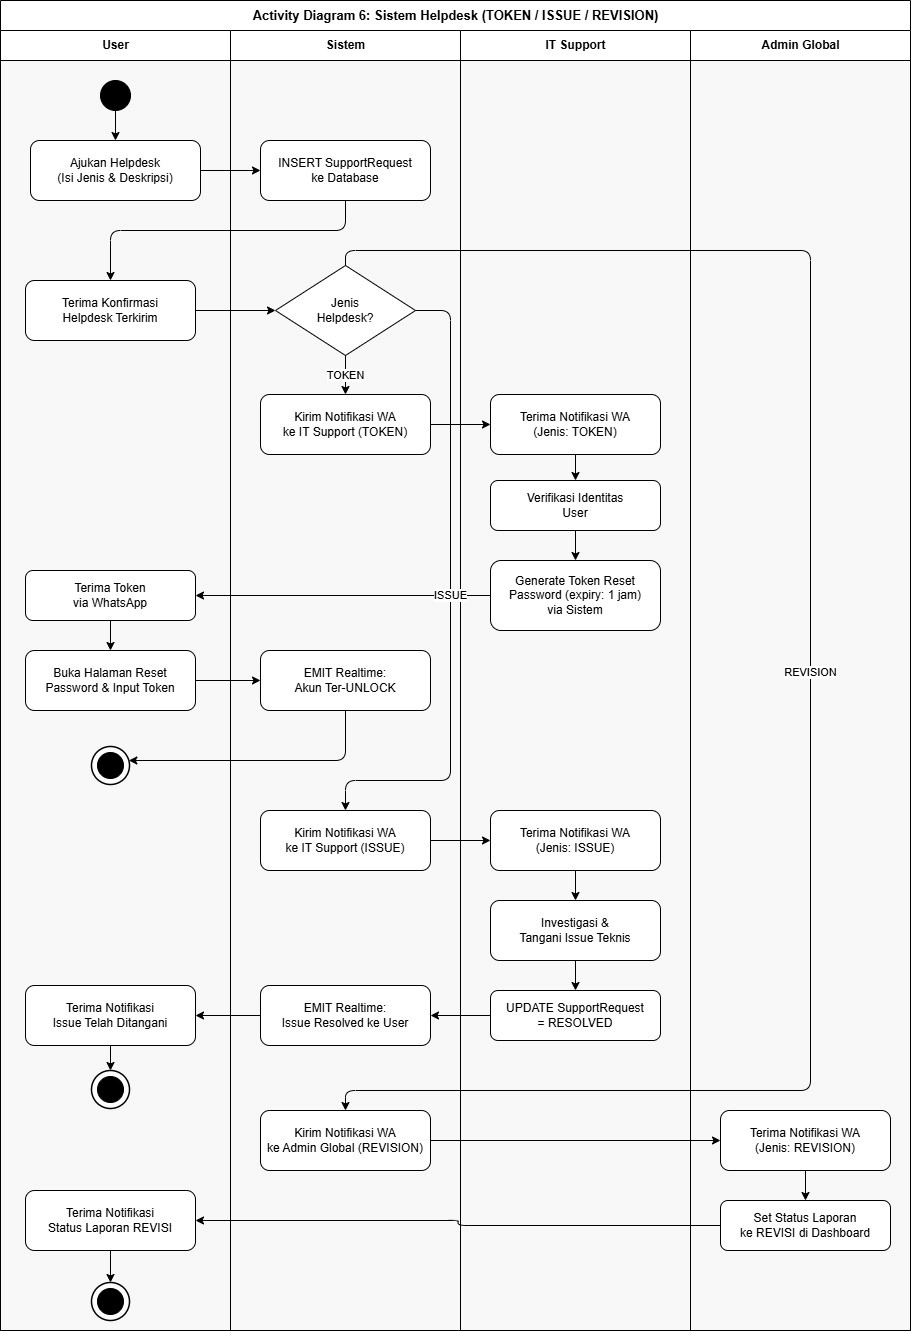 Activity Diagram 6: Sistem Helpdesk (TOKEN / ISSUE / REVISION)
User
Sistem
IT Support
Admin Global
Ajukan Helpdesk
(Isi Jenis & Deskripsi)
INSERT SupportRequest
ke Database
Terima Konfirmasi
Helpdesk Terkirim
Jenis
Helpdesk?
TOKEN
Kirim Notifikasi WA
ke IT Support (TOKEN)
Terima Notifikasi WA
(Jenis: TOKEN)
Verifikasi Identitas
User
Generate Token Reset
Password (expiry: 1 jam)
via Sistem
ISSUE
Terima Token
via WhatsApp
Buka Halaman Reset
Password & Input Token
EMIT Realtime:
Akun Ter-UNLOCK
REVISION
Kirim Notifikasi WA
ke IT Support (ISSUE)
Terima Notifikasi WA
(Jenis: ISSUE)
Investigasi &
Tangani Issue Teknis
UPDATE SupportRequest
= RESOLVED
EMIT Realtime:
Issue Resolved ke User
Terima Notifikasi
Issue Telah Ditangani
Kirim Notifikasi WA
ke Admin Global (REVISION)
Terima Notifikasi WA
(Jenis: REVISION)
Set Status Laporan
ke REVISI di Dashboard
Terima Notifikasi
Status Laporan REVISI